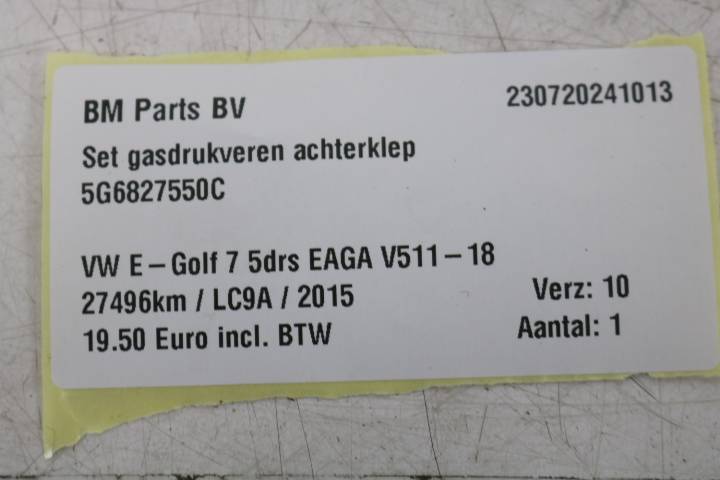 BM Parts BV 230720241013
Set gasdrukveren achterklep
5G6827550C
VW E-Golf 7 5drs EAGA V511-18
27496km / LC9A / 2015 Verz: 10
19.50 Euro incl. BTW Aantal: 1